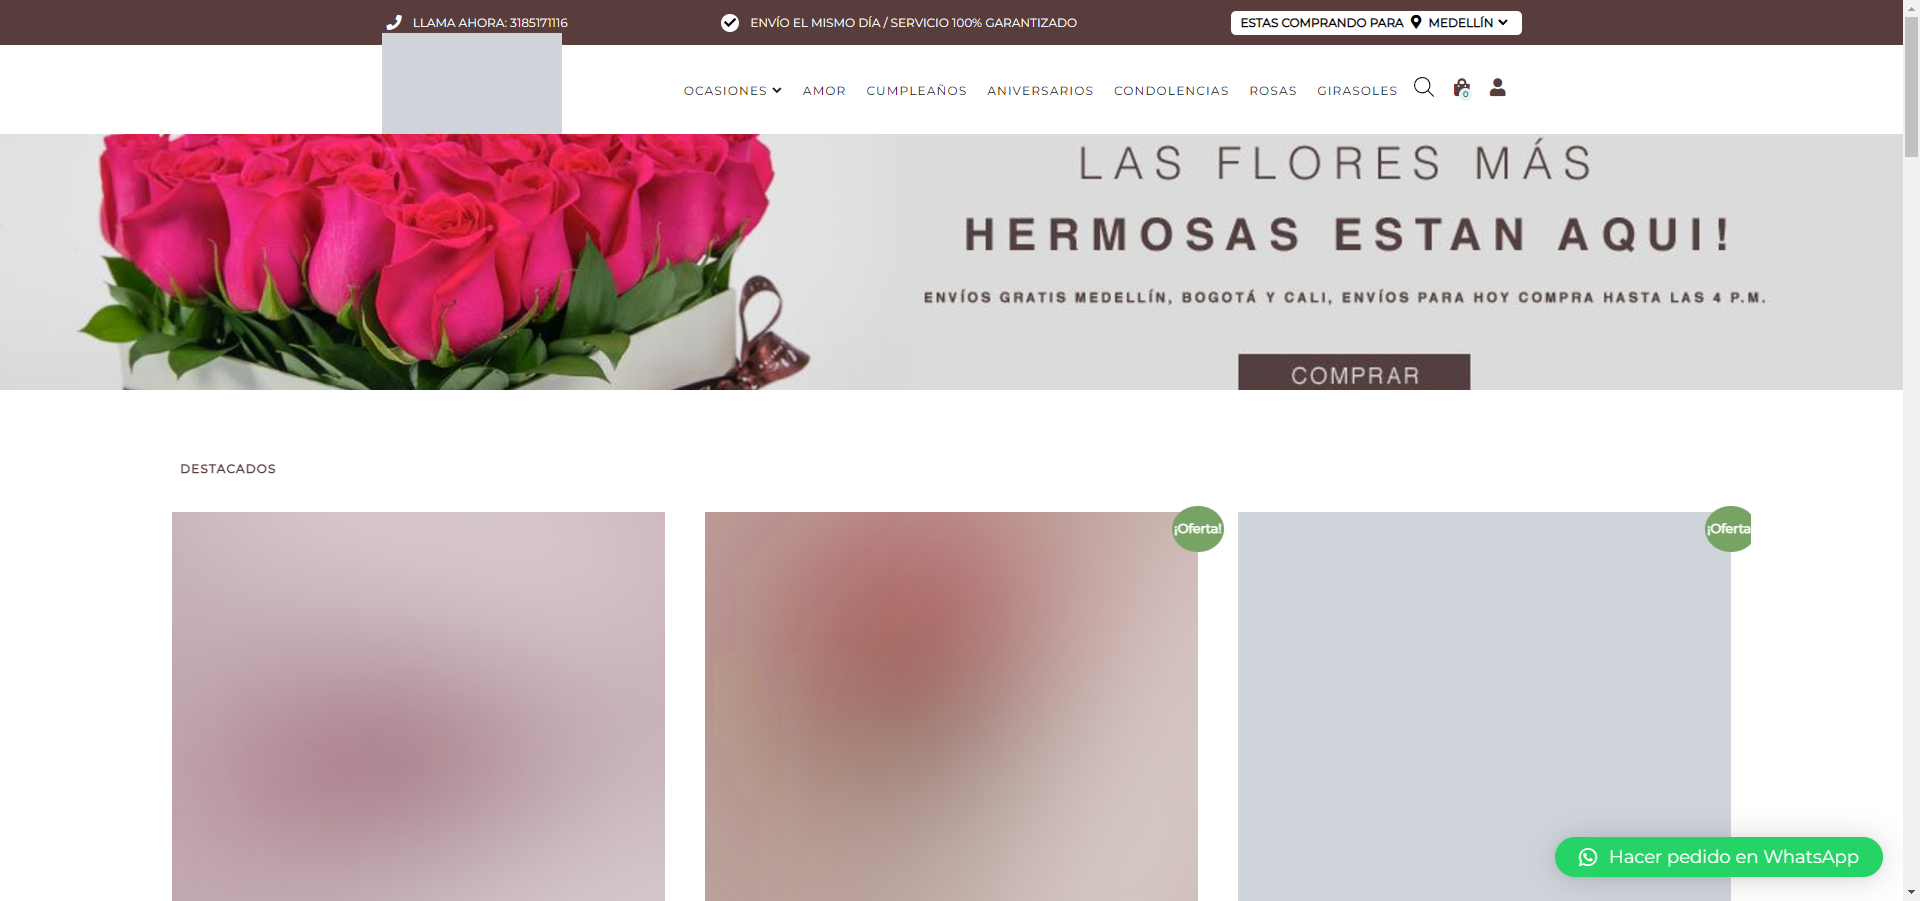 LLAMA AHORA: 3185171116
ENVÍO EL MISMO DÍA / SERVICIO 100% GARANTIZADO
ESTAS COMPRANDO PARA MEDELLÍN
OCASIONES AMOR CUMPLEAÑOS ANIVERSARIOS CONDOLENCIAS ROSAS GIRASOLES 0
LAS FLORES MÁS
HERMOSAS ESTAN AQUI!
ENVÍOS GRATIS MEDELLÍN, BOGOTÁ Y CALI, ENVÍOS PARA HOY COMPRA HASTA LAS 4 P.M.
COMPRAR
DESTACADOS
¡Oferta!
¡Oferta
Hacer pedido en WhatsApp